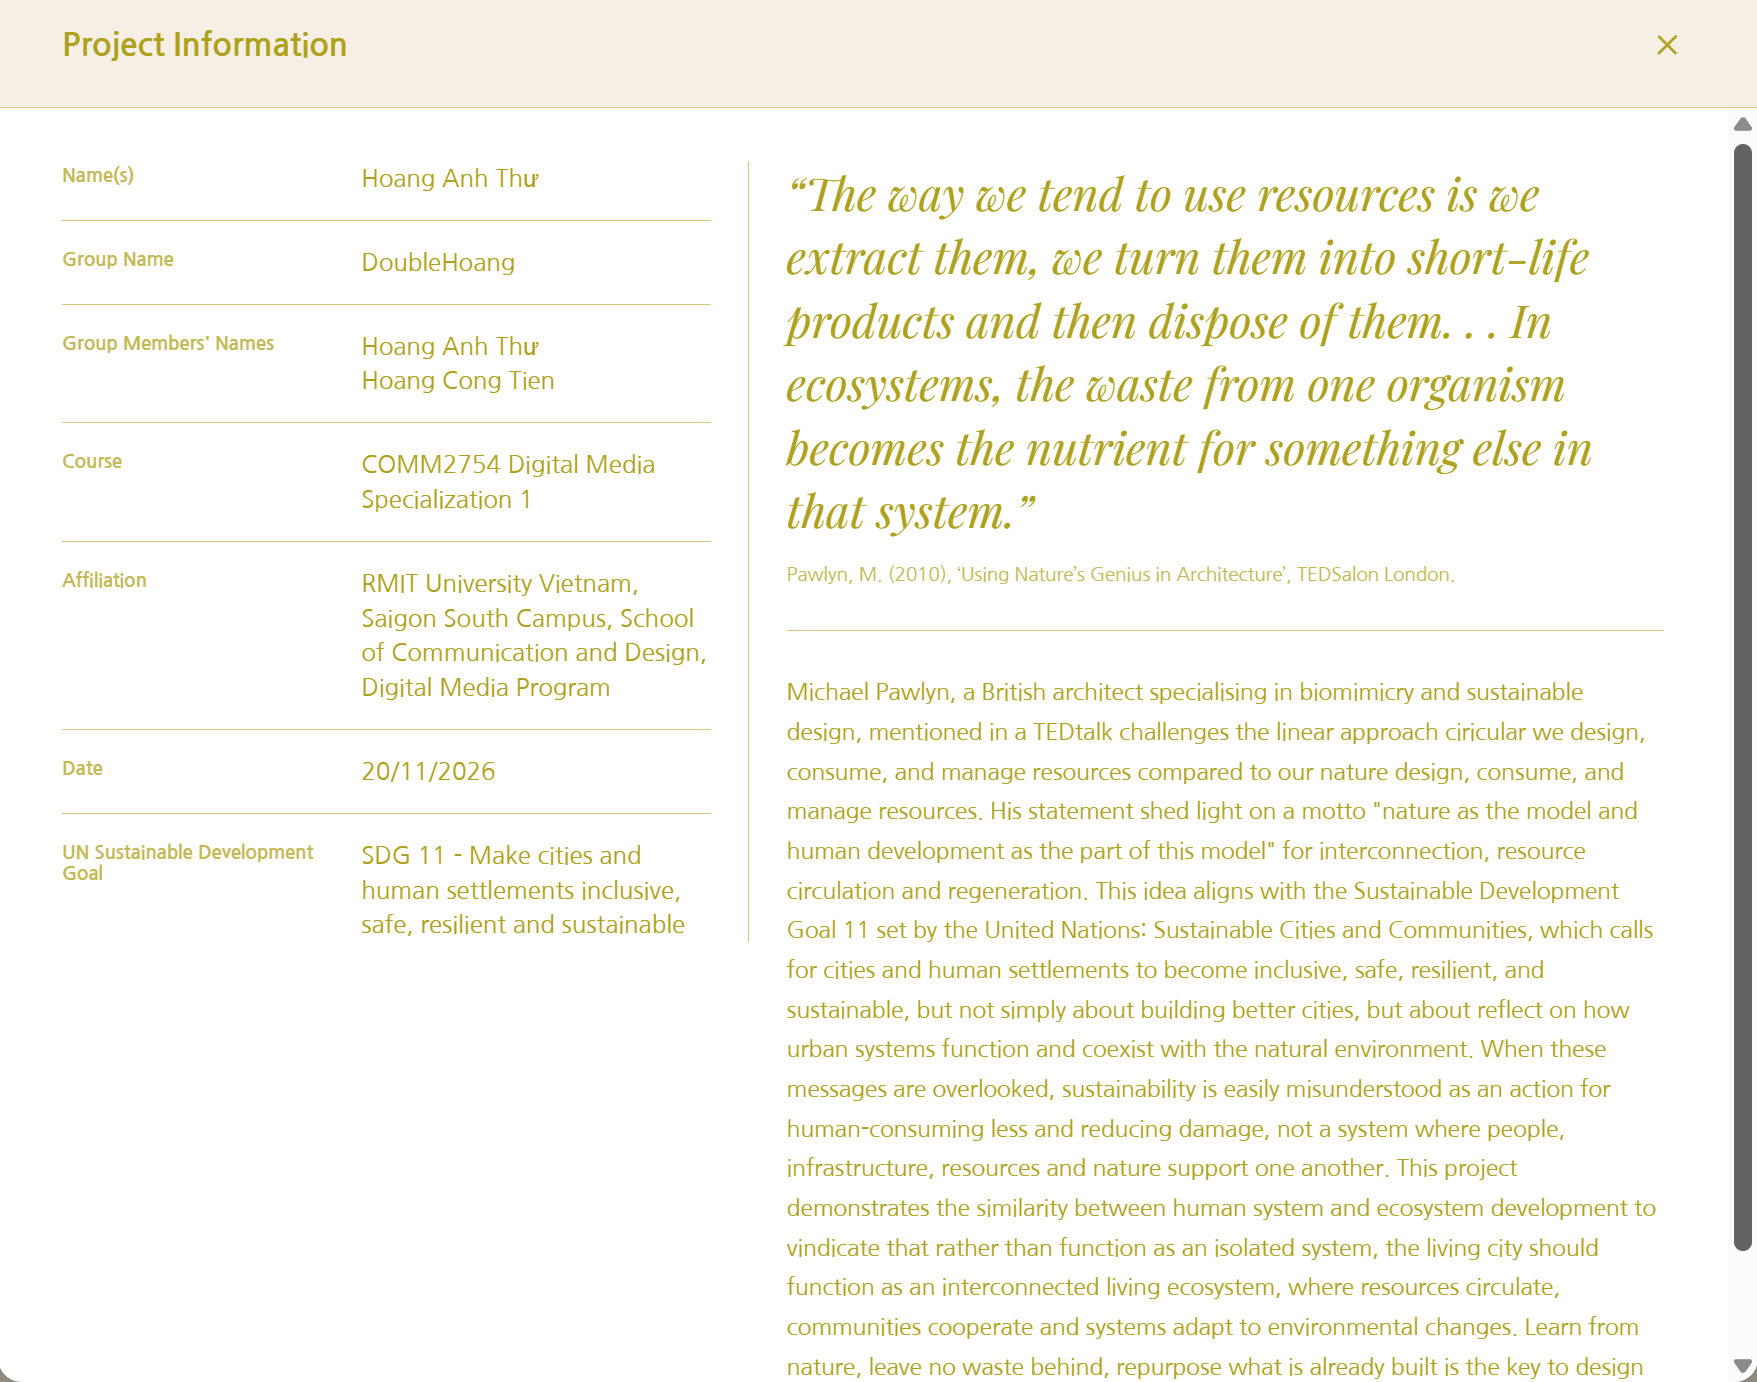 Project Information
Name(s)
Hoang Anh Thư
Group Name
DoubleHoang
Group Members' Names
Hoang Anh Thư
Hoang Cong Tien
Course
COMM2754 Digital Media
Specialization 1
Affiliation
RMIT University Vietnam,
Saigon South Campus, School
of Communication and Design,
Digital Media Program
Date
20/11/2026
UN Sustainable Development
Goal
SDG 11 - Make cities and
human settlements inclusive,
safe, resilient and sustainable
“The way we tend to use resources is we
extract them, we turn them into short-life
products and then dispose of them. . . In
ecosystems, the waste from one organism
becomes the nutrient for something else in
that system.”
Pawlyn, M. (2010), ‘Using Nature’s Genius in Architecture’, TEDSalon London.
Michael Pawlyn, a British architect specialising in biomimicry and sustainable
design, mentioned in a TEDtalk challenges the linear approach ciricular we design,
consume, and manage resources compared to our nature design, consume, and
manage resources. His statement shed light on a motto "nature as the model and
human development as the part of this model" for interconnection, resource
circulation and regeneration. This idea aligns with the Sustainable Development
Goal 11 set by the United Nations: Sustainable Cities and Communities, which calls
for cities and human settlements to become inclusive, safe, resilient, and
sustainable, but not simply about building better cities, but about reflect on how
urban systems function and coexist with the natural environment. When these
messages are overlooked, sustainability is easily misunderstood as an action for
human-consuming less and reducing damage, not a system where people,
infrastructure, resources and nature support one another. This project
demonstrates the similarity between human system and ecosystem development to
vindicate that rather than function as an isolated system, the living city should
function as an interconnected living ecosystem, where resources circulate,
communities cooperate and systems adapt to environmental changes. Learn from
nature, leave no waste behind, repurpose what is already built is the key to design